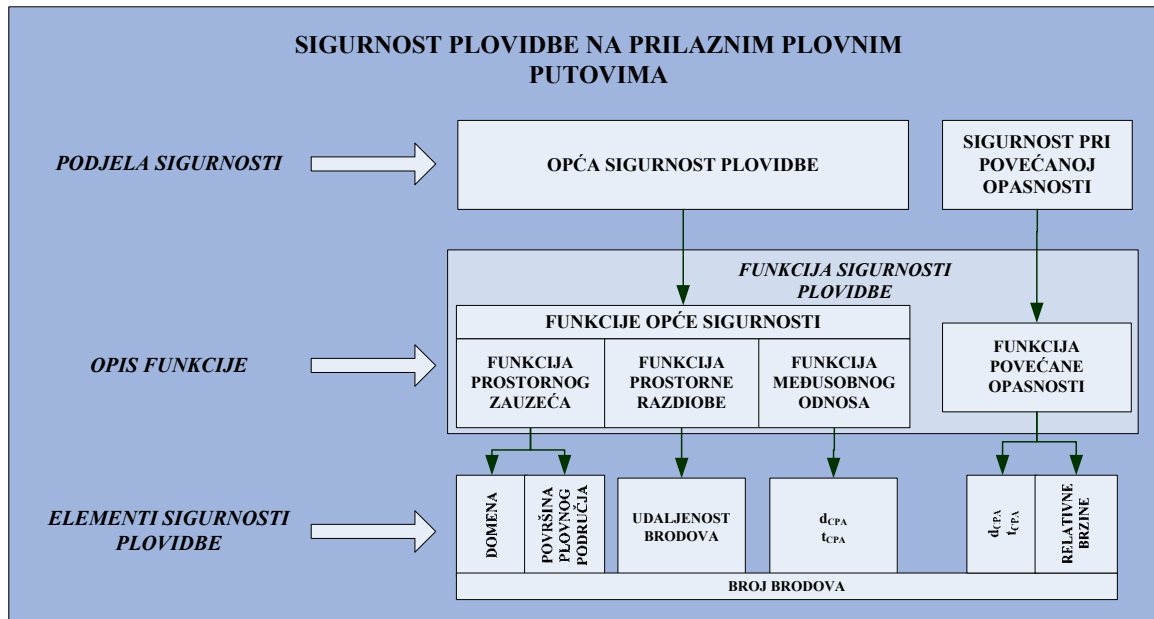 SIGURNOST PLOVIDBE NA PRILAZNIM PLOVNIM
PUTOVIMA
PODJELA SIGURNOSTI
OPĆA SIGURNOST PLOVIDBE
SIGURNOST PRI
POVEĆANOJ
OPASNOSTI
FUNKCIJA SIGURNOSTI
PLOVIDBE
FUNKCIJE OPĆE SIGURNOSTI
OPIS FUNKCIJE
FUNKCIJA
PROSTORNOG
ZAUZEĆA
FUNKCIJA
PROSTORNE
RAZDIOBE
FUNKCIJA
MEĐUSOBNOG
ODNOSA
FUNKCIJA
POVEĆANE
OPASNOSTI
ELEMENTI SIGURNOSTI
PLOVIDBE
DOMENA
POVRŠINA
PLOVNOG
PODRUČJA
UDALJENOST
BRODOVA
dCPA
tCPA
dCPA
tCPA
RELATIVNE
BRZINE
BROJ BRODOVA